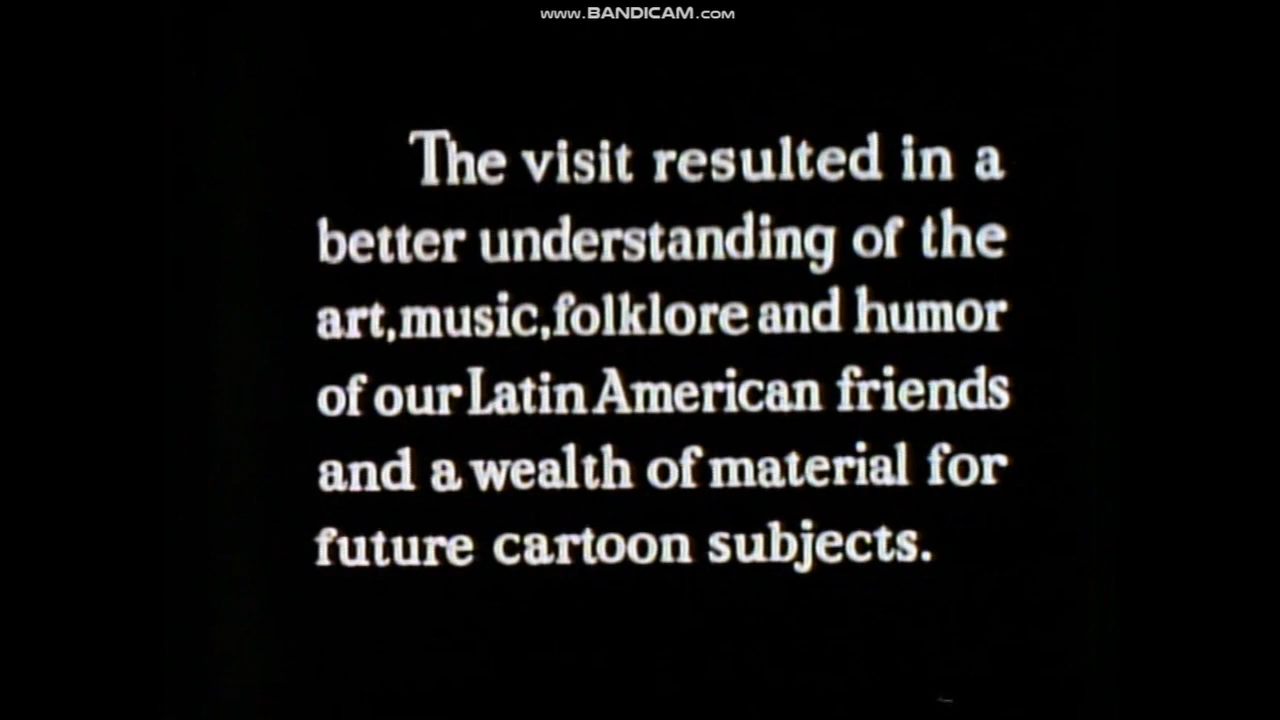 www.BANDICAM.com
The visit resulted in a
better understanding of the
art,music,folklore and humor
of our Latin American friends
and a wealth of material for
future cartoon subjects.